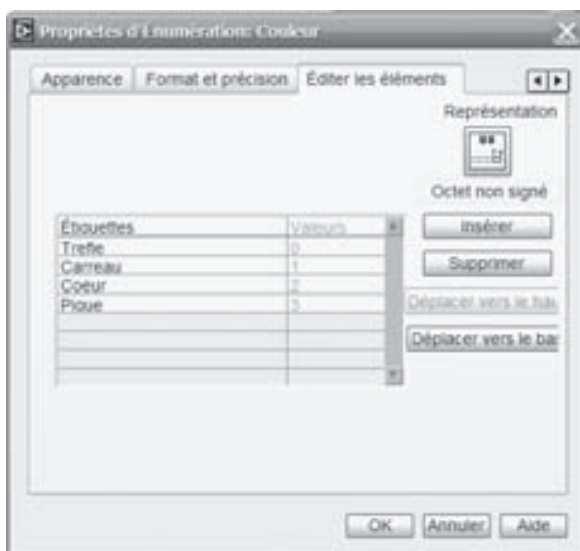 Propriétés d'Énumération: Couleur
Apparence Format et précision Éditer les éléments
Représentation
Octet non signé
Étiquettes Valeurs
Insérer
Trefle 0
Carreau 1
Supprimer
Coeur 2
Pique 3
Déplacer vers le hau
Déplacer vers le bas
OK Annuler Aide